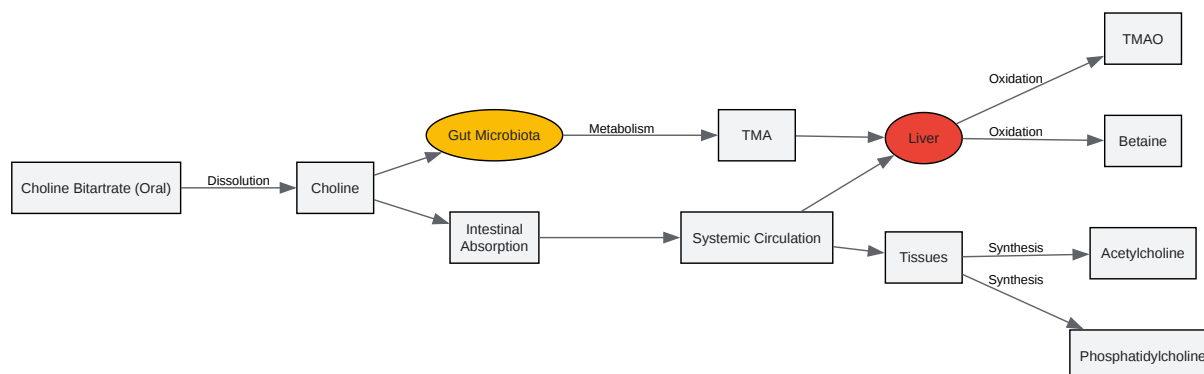 Choline Bitartrate (Oral)
Dissolution
Choline
Gut Microbiota
Metabolism
TMA
Intestinal
Absorption
Systemic Circulation
Liver
Oxidation
TMAO
Oxidation
Betaine
Tissues
Synthesis
Acetylcholine
Synthesis
Phosphatidylcholine